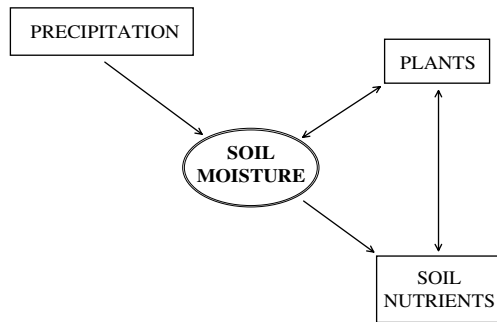 PRECIPITATION
PLANTS
SOIL
MOISTURE
SOIL
NUTRIENTS